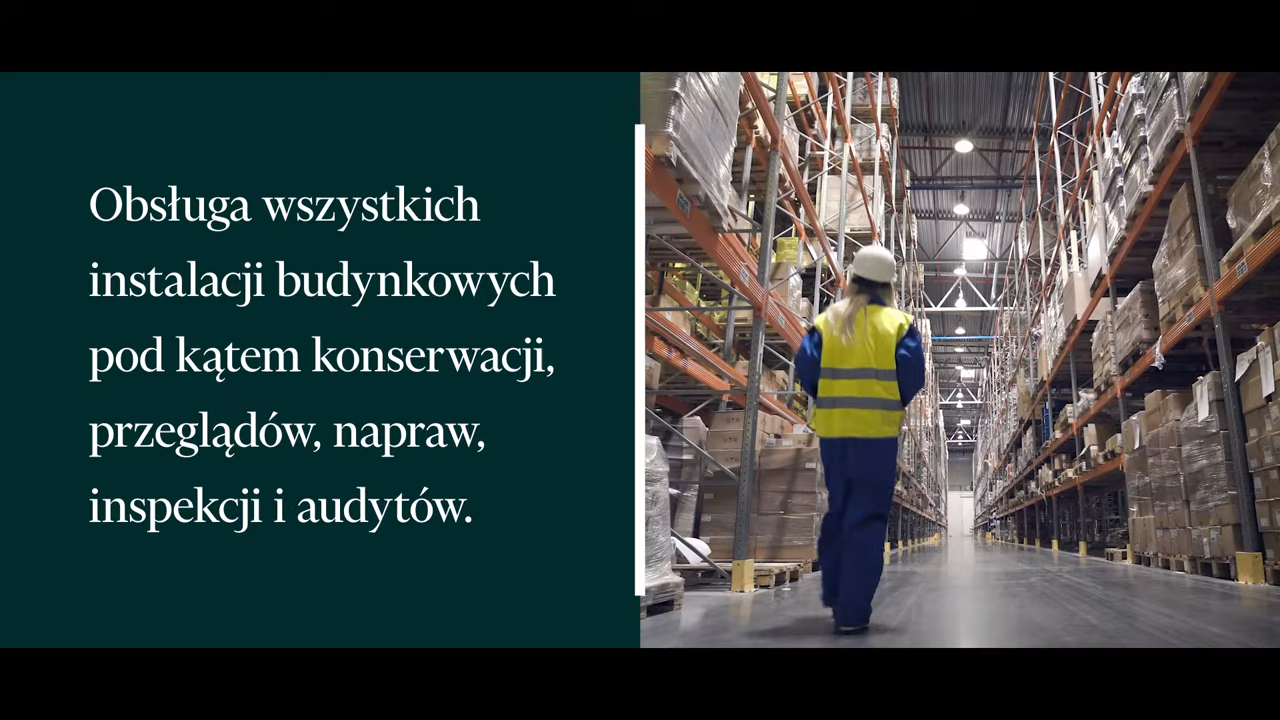 Obsługa wszystkich
instalacji budynkowych
pod kątem konserwacji,
przeglądów, napraw,
inspekcji i audytów.